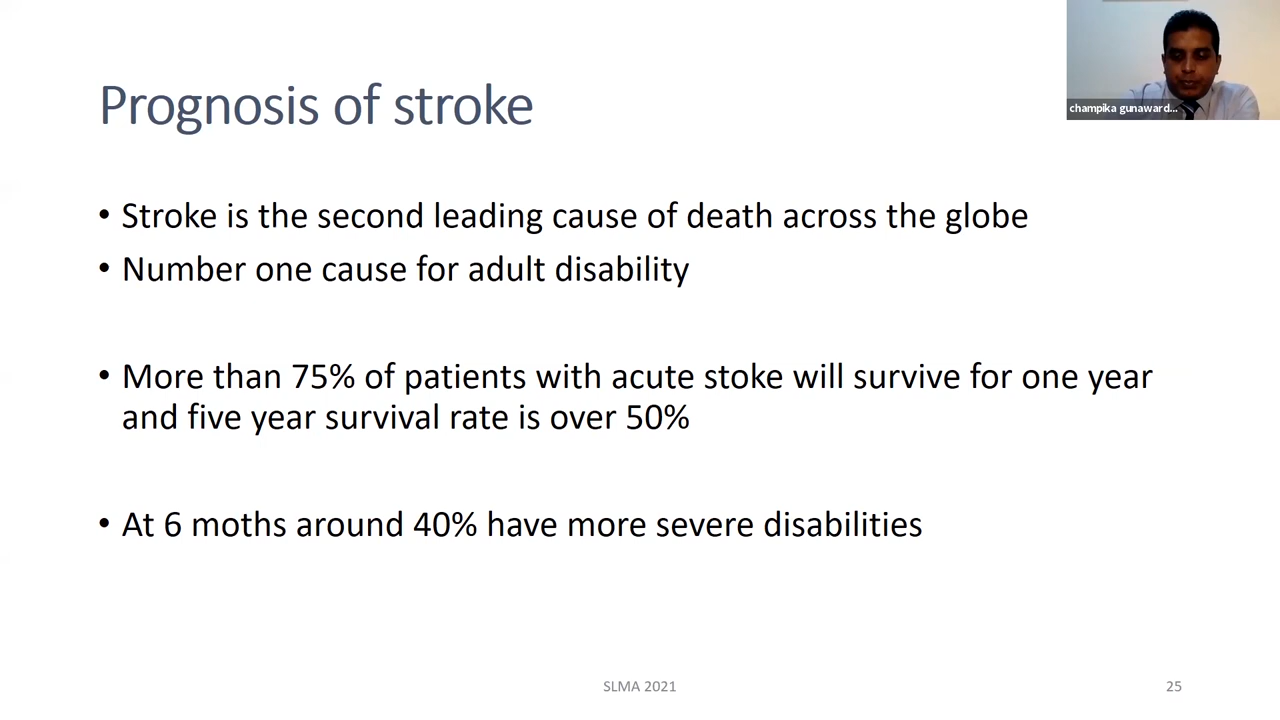 champika gunaward...
Prognosis of stroke
• Stroke is the second leading cause of death across the globe
• Number one cause for adult disability
• More than 75% of patients with acute stoke will survive for one year
and five year survival rate is over 50%
• At 6 moths around 40% have more severe disabilities
SLMA 2021
25